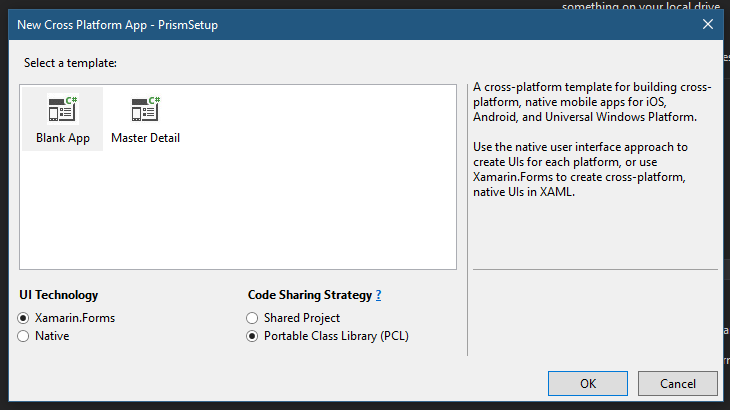 something on your local drive
New Cross Platform App - PrismSetup
Select a template:
C#
Blank App
C#
Master Detail
A cross-platform template for building cross-
platform, native mobile apps for iOS,
Android, and Universal Windows Platform.
Use the native user interface approach to
create UIs for each platform, or use
Xamarin.Forms to create cross-platform,
native UIs in XAML.
UI Technology
Xamarin.Forms
Native
Code Sharing Strategy ?
Shared Project
Portable Class Library (PCL)
OK
Cancel